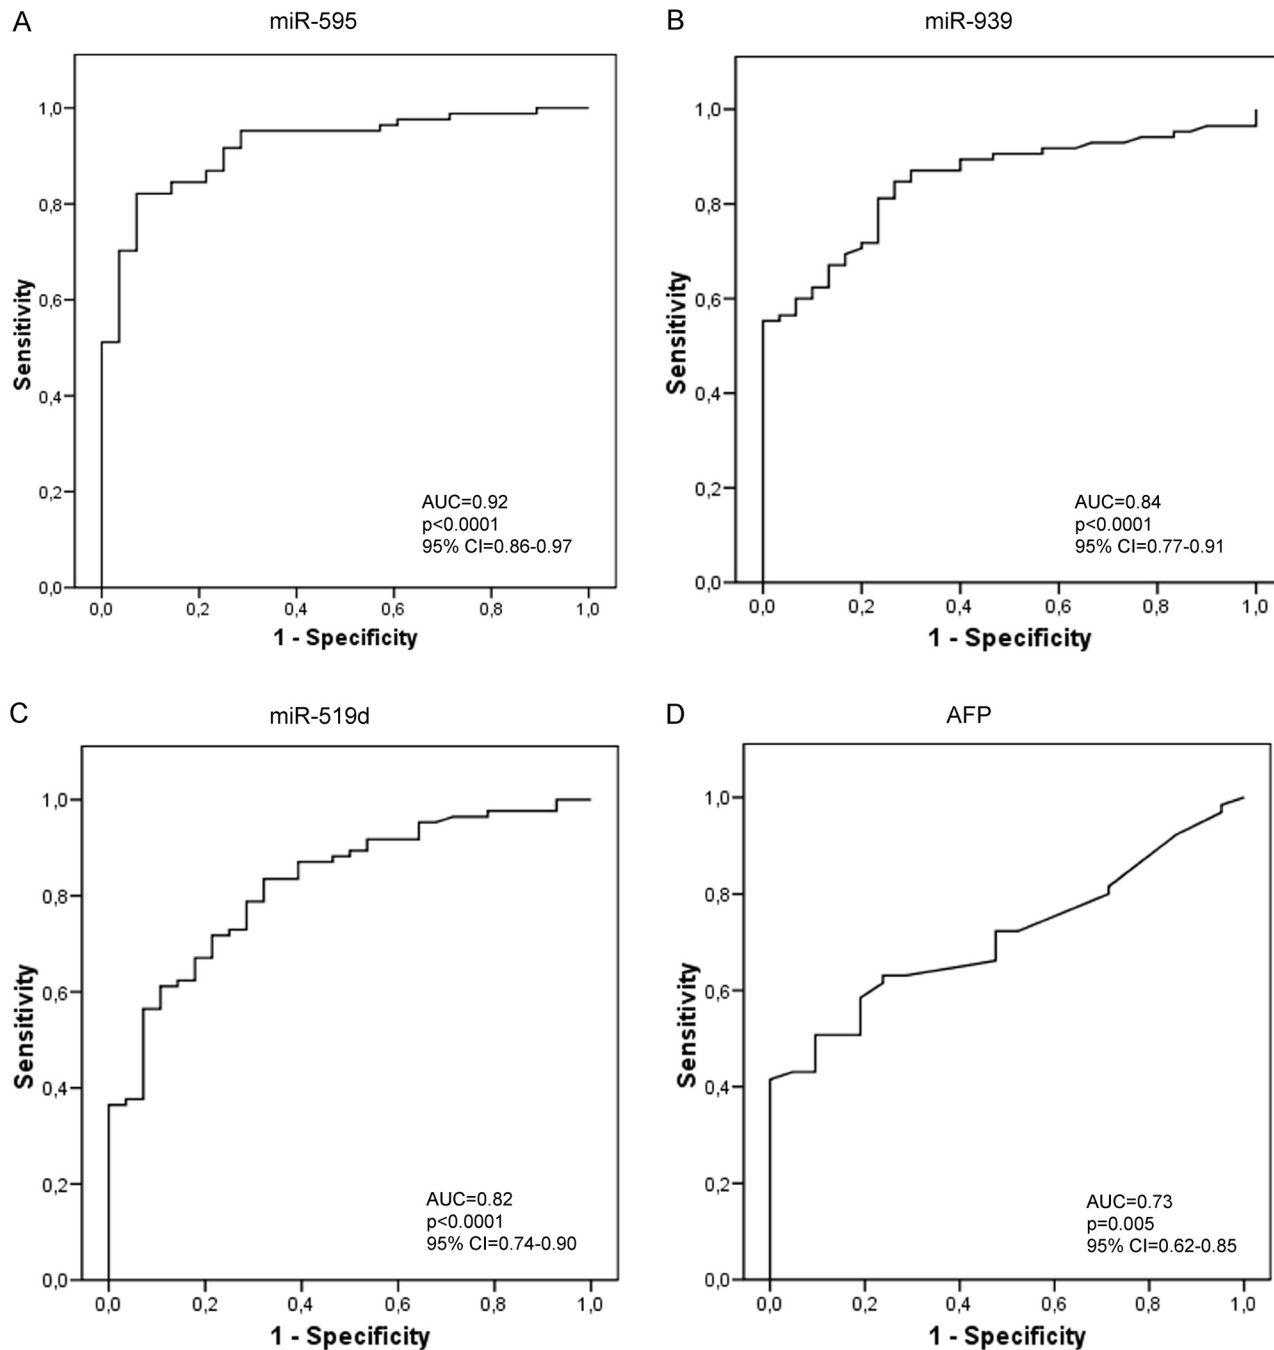 A
miR-595
1,0
0,8
0,6
0,4
0,2
0,0
Sensitivity
AUC=0.92
p<0.0001
95% CI=0.86-0.97
0,0 0,2 0,4 0,6 0,8 1,0
1 - Specificity
B
miR-939
1,0
0,8
0,6
0,4
0,2
0,0
Sensitivity
AUC=0.84
p<0.0001
95% CI=0.77-0.91
0,0 0,2 0,4 0,6 0,8 1,0
1 - Specificity
C
miR-519d
1,0
0,8
0,6
0,4
0,2
0,0
Sensitivity
AUC=0.82
p<0.0001
95% CI=0.74-0.90
0,0 0,2 0,4 0,6 0,8 1,0
1 - Specificity
D
AFP
1,0
0,8
0,6
0,4
0,2
0,0
Sensitivity
AUC=0.73
p=0.005
95% CI=0.62-0.85
0,0 0,2 0,4 0,6 0,8 1,0
1 - Specificity